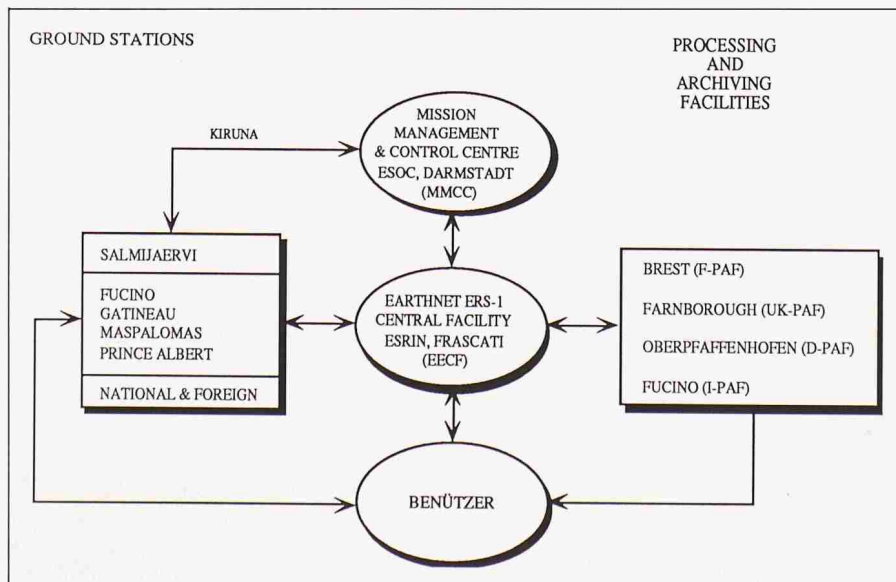 GROUND STATIONS
PROCESSING
AND
ARCHIVING
FACILITIES
KIRUNA
MISSION
MANAGEMENT
& CONTROL CENTRE
ESOC, DARMSTADT
(MMCC)
SALMIJAERVI
FUCINO
GATINEAU
MASPALOMAS
PRINCE ALBERT
NATIONAL & FOREIGN
EARTHNET ERS-1
CENTRAL FACILITY
ESRIN, FRASCATI
(EECF)
BREST (F-PAF)
FARNBOROUGH (UK-PAF)
OBERPFAFFENHOFEN (D-PAF)
FUCINO (I-PAF)
BENÜTZER